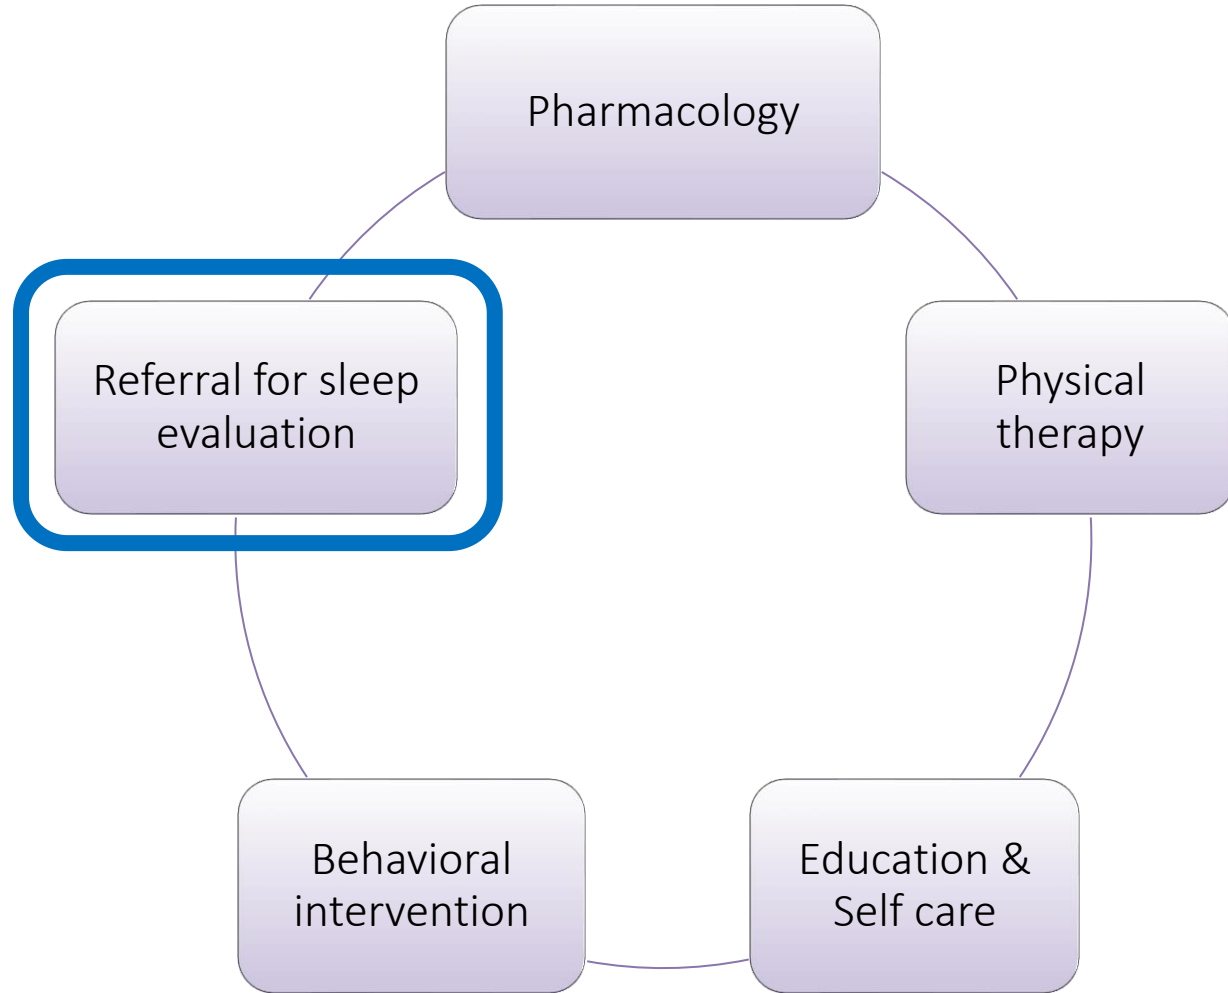 Pharmacology
Referral for sleep
evaluation
Physical
therapy
Behavioral
intervention
Education &
Self care